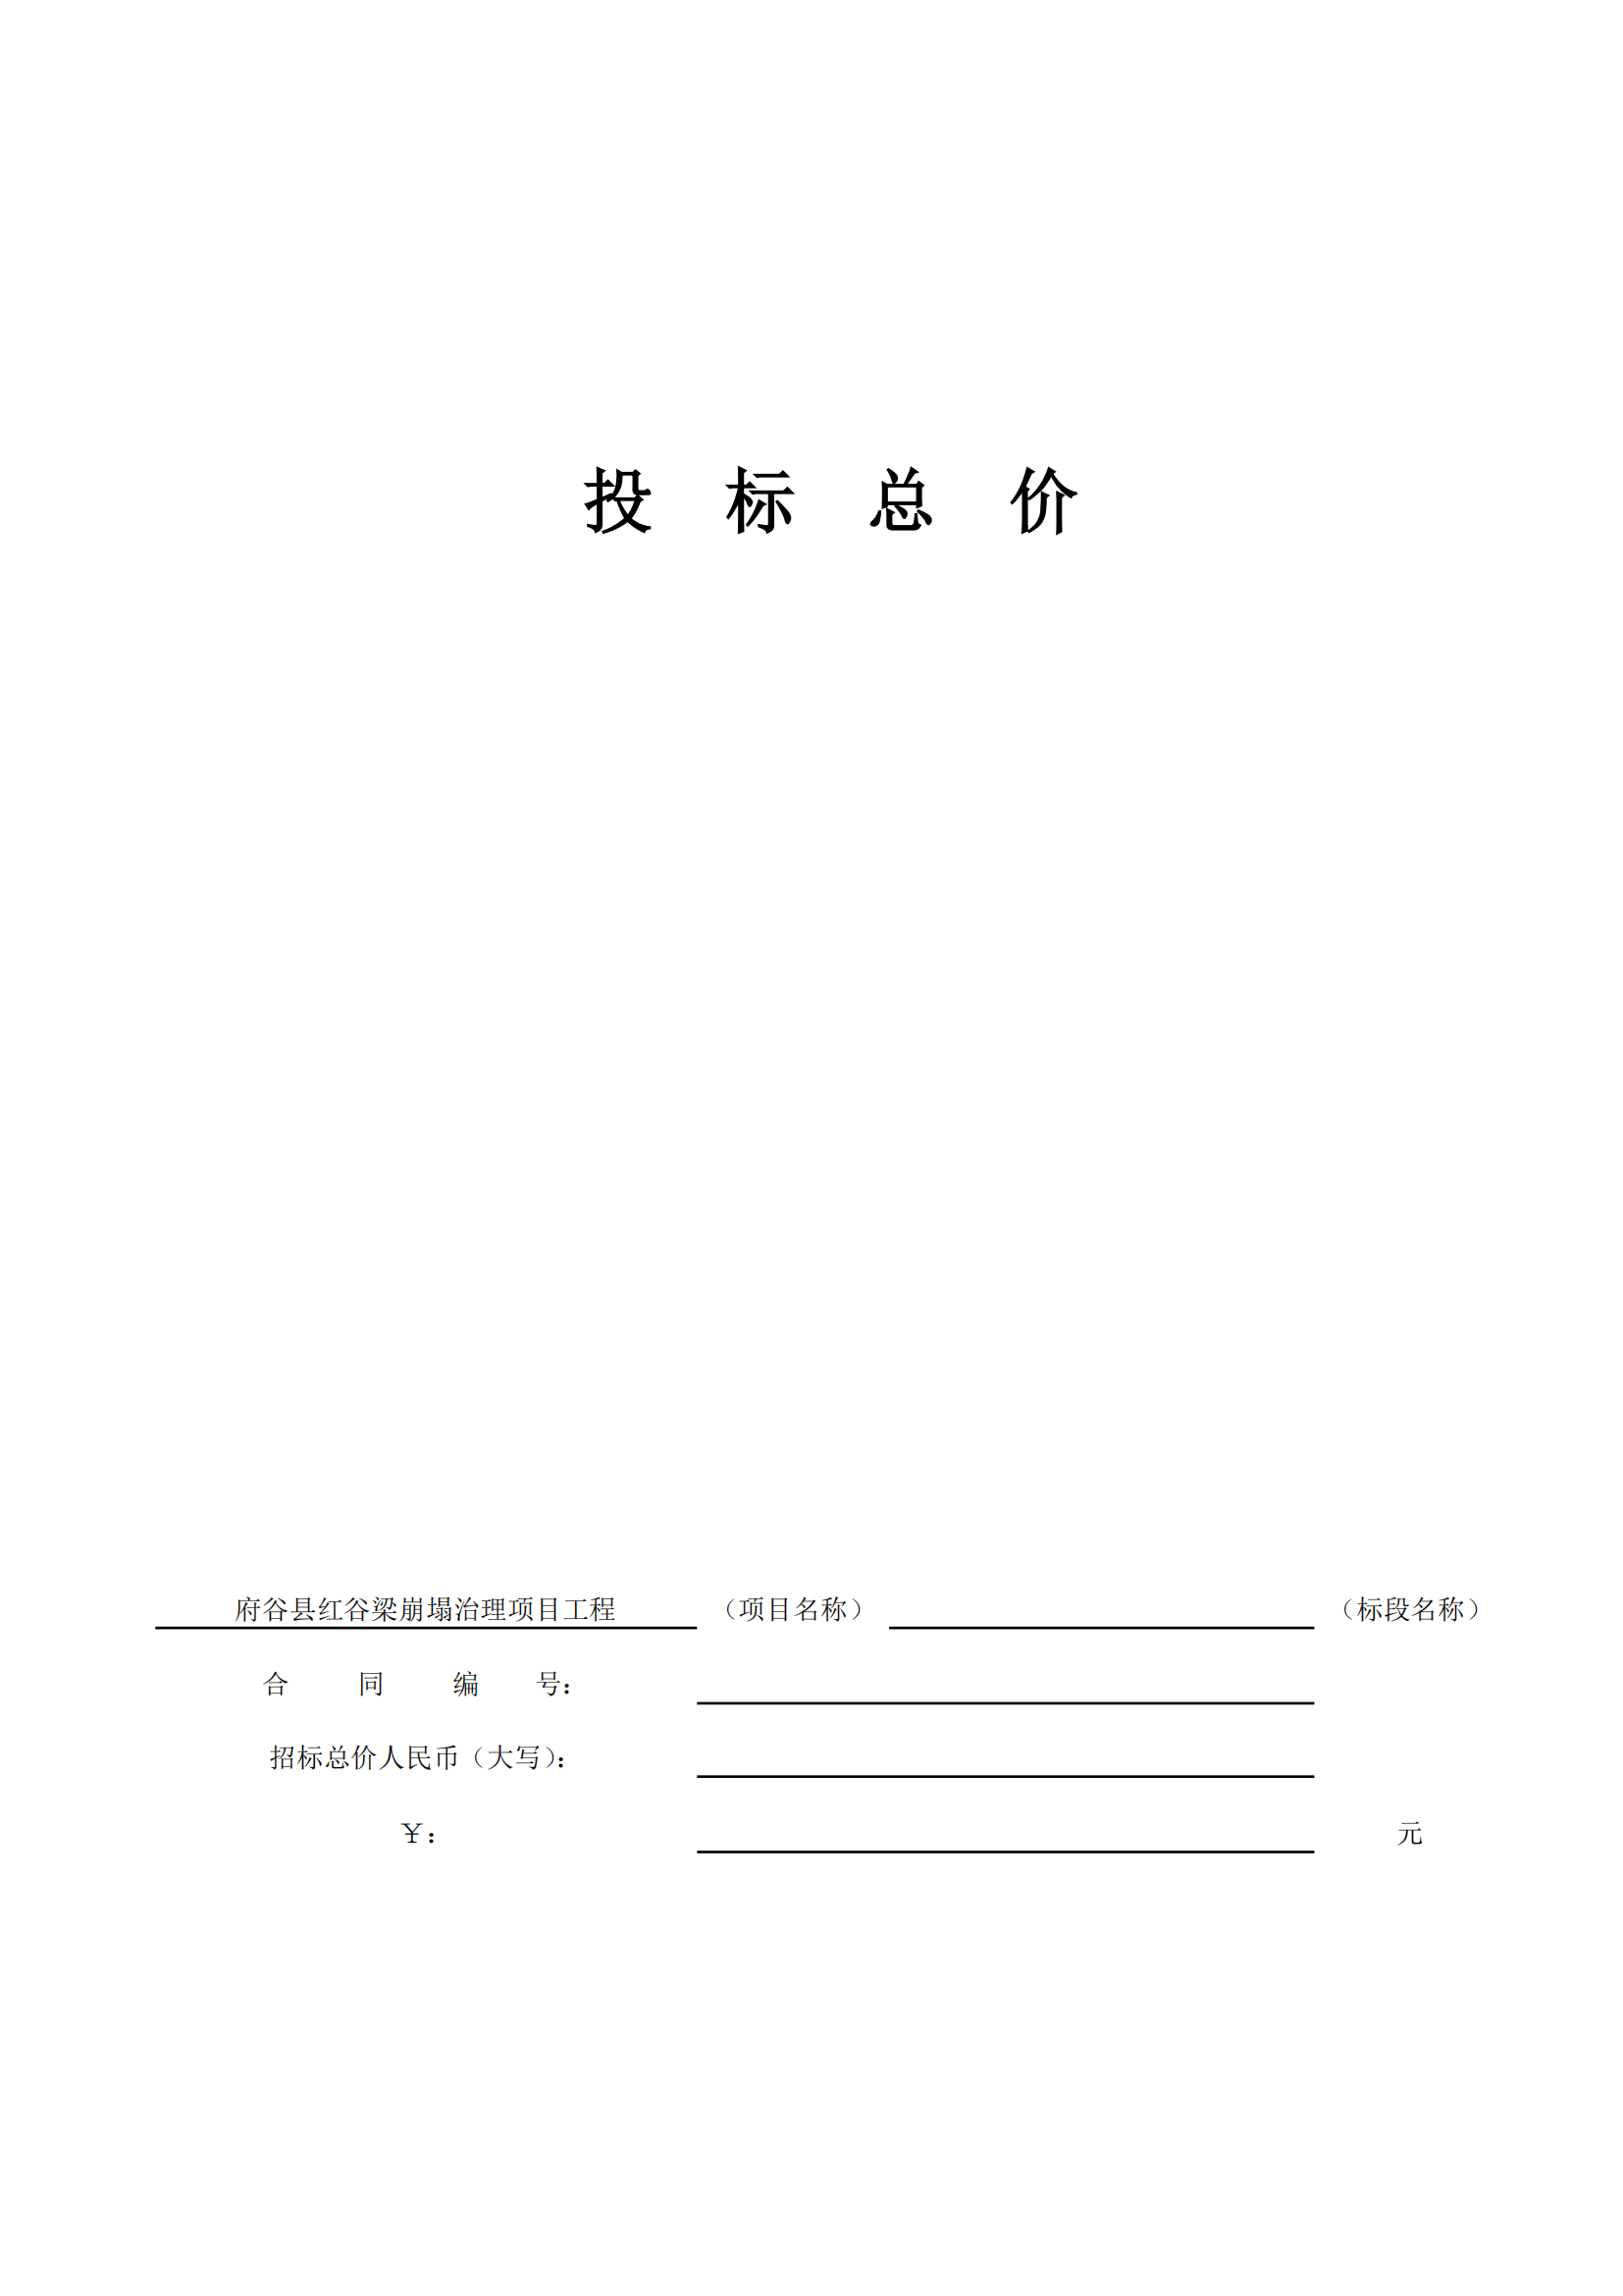 投 标 总 价
府谷县红谷梁崩塌治理项目工程 （项目名称） （标段名称）
合 同 编 号：
招标总价人民币（大写）：
￥： 元